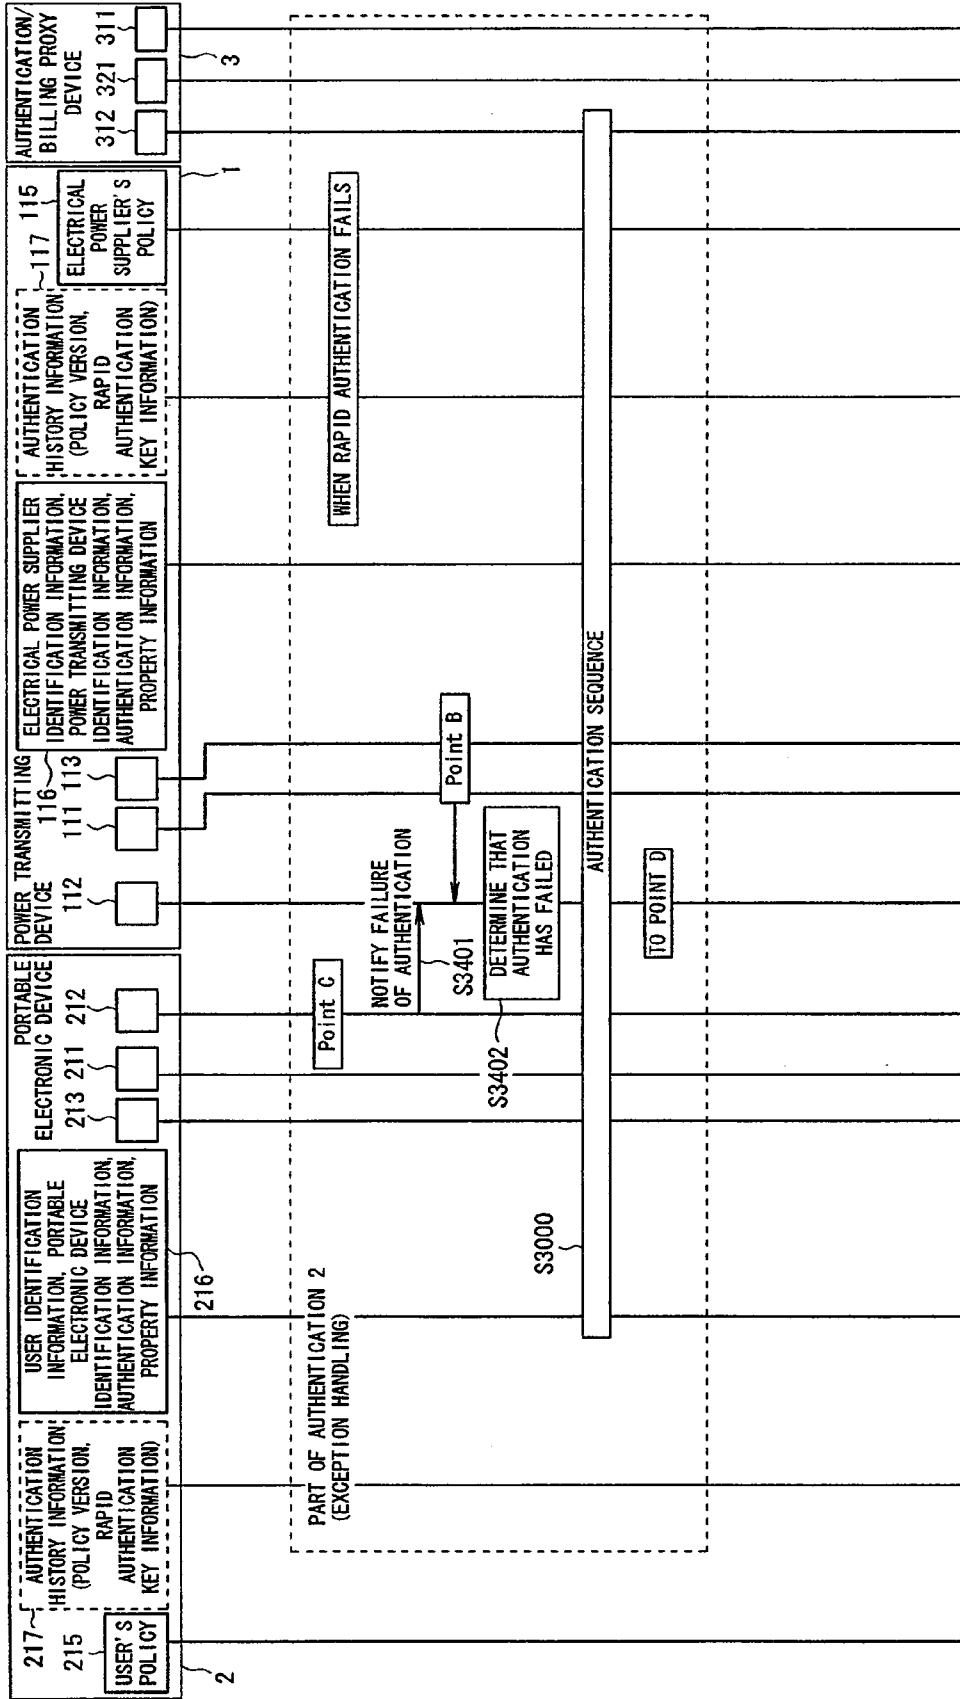 217
215
USER'S
POLICY
2
AUTHENTICATION
HISTORY INFORMATION
(POLICY VERSION,
RAPID
AUTHENTICATION
KEY INFORMATION)
USER IDENTIFICATION
INFORMATION, PORTABLE
ELECTRONIC DEVICE
IDENTIFICATION INFORMATION,
AUTHENTICATION INFORMATION,
PROPERTY INFORMATION
216
PORTABLE
ELECTRONIC DEVICE
213
211
212
POWER TRANSMITTING
DEVICE
112
111
113
116
ELECTRICAL POWER SUPPLIER
IDENTIFICATION INFORMATION,
POWER TRANSMITTING DEVICE
IDENTIFICATION INFORMATION,
AUTHENTICATION INFORMATION,
PROPERTY INFORMATION
AUTHENTICATION
HISTORY INFORMATION
(POLICY VERSION,
RAPID
AUTHENTICATION
KEY INFORMATION)
117
115
ELECTRICAL
POWER
SUPPLIER'S
POLICY
1
AUTHENTICATION/
BILLING PROXY
DEVICE
312
321
311
3
PART OF AUTHENTICATION 2
(EXCEPTION HANDLING)
Point C
WHEN RAPID AUTHENTICATION FAILS
NOTIFY FAILURE
OF AUTHENTICATION
S3401
Point B
S3402
DETERMINE THAT
AUTHENTICATION
HAS FAILED
S3000
AUTHENTICATION SEQUENCE
TO POINT D